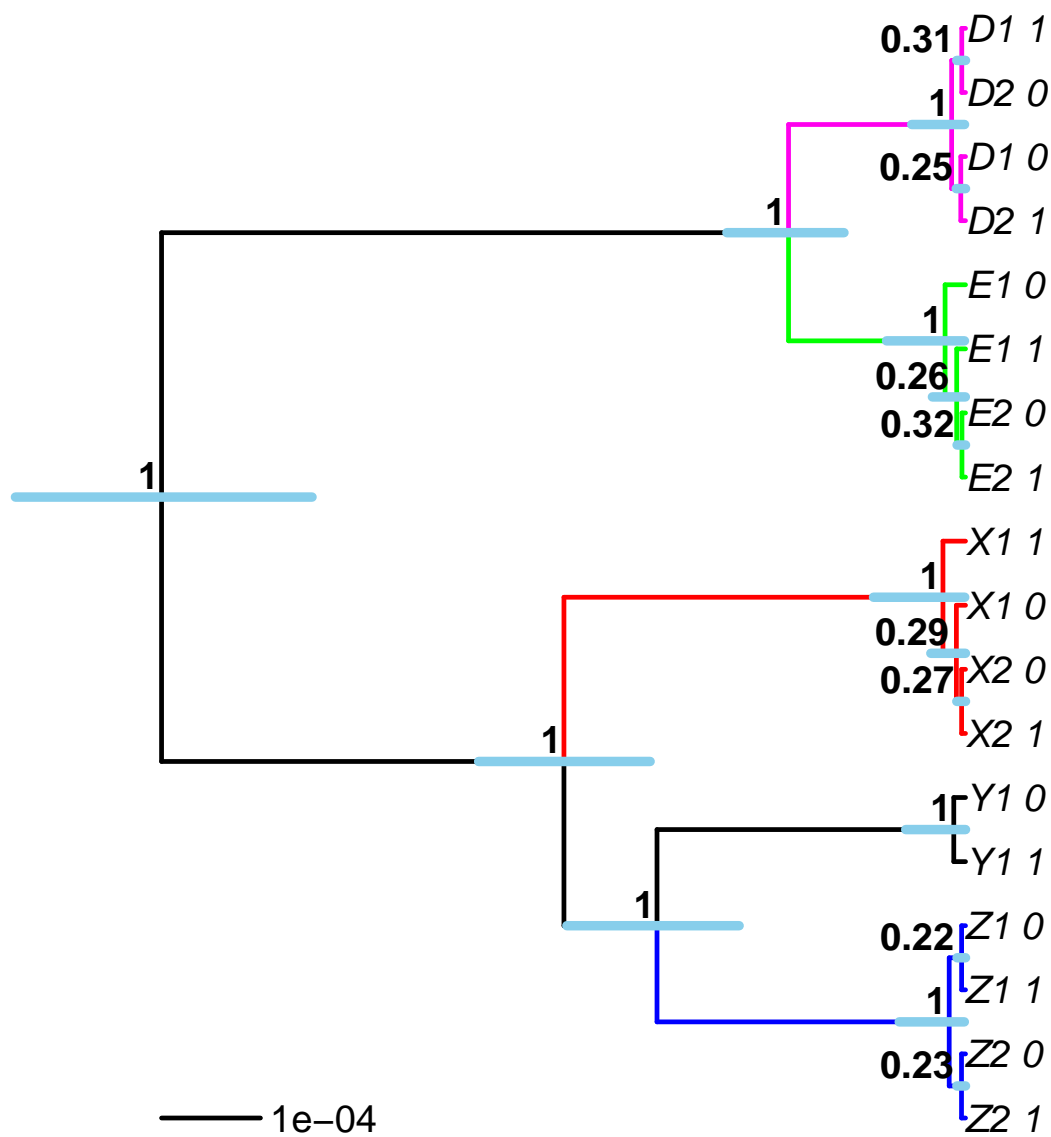 0.31
D1 1
D2 0
1
D1 0
0.25
D2 1
1
E1 0
1
E1 1
0.26
E2 0
0.32
E2 1
1
X1 1
1
X1 0
0.29
X2 0
0.27
X2 1
1
Y1 0
1
Y1 1
1
Z1 0
0.22
Z1 1
1
Z2 0
0.23
Z2 1
1e−04